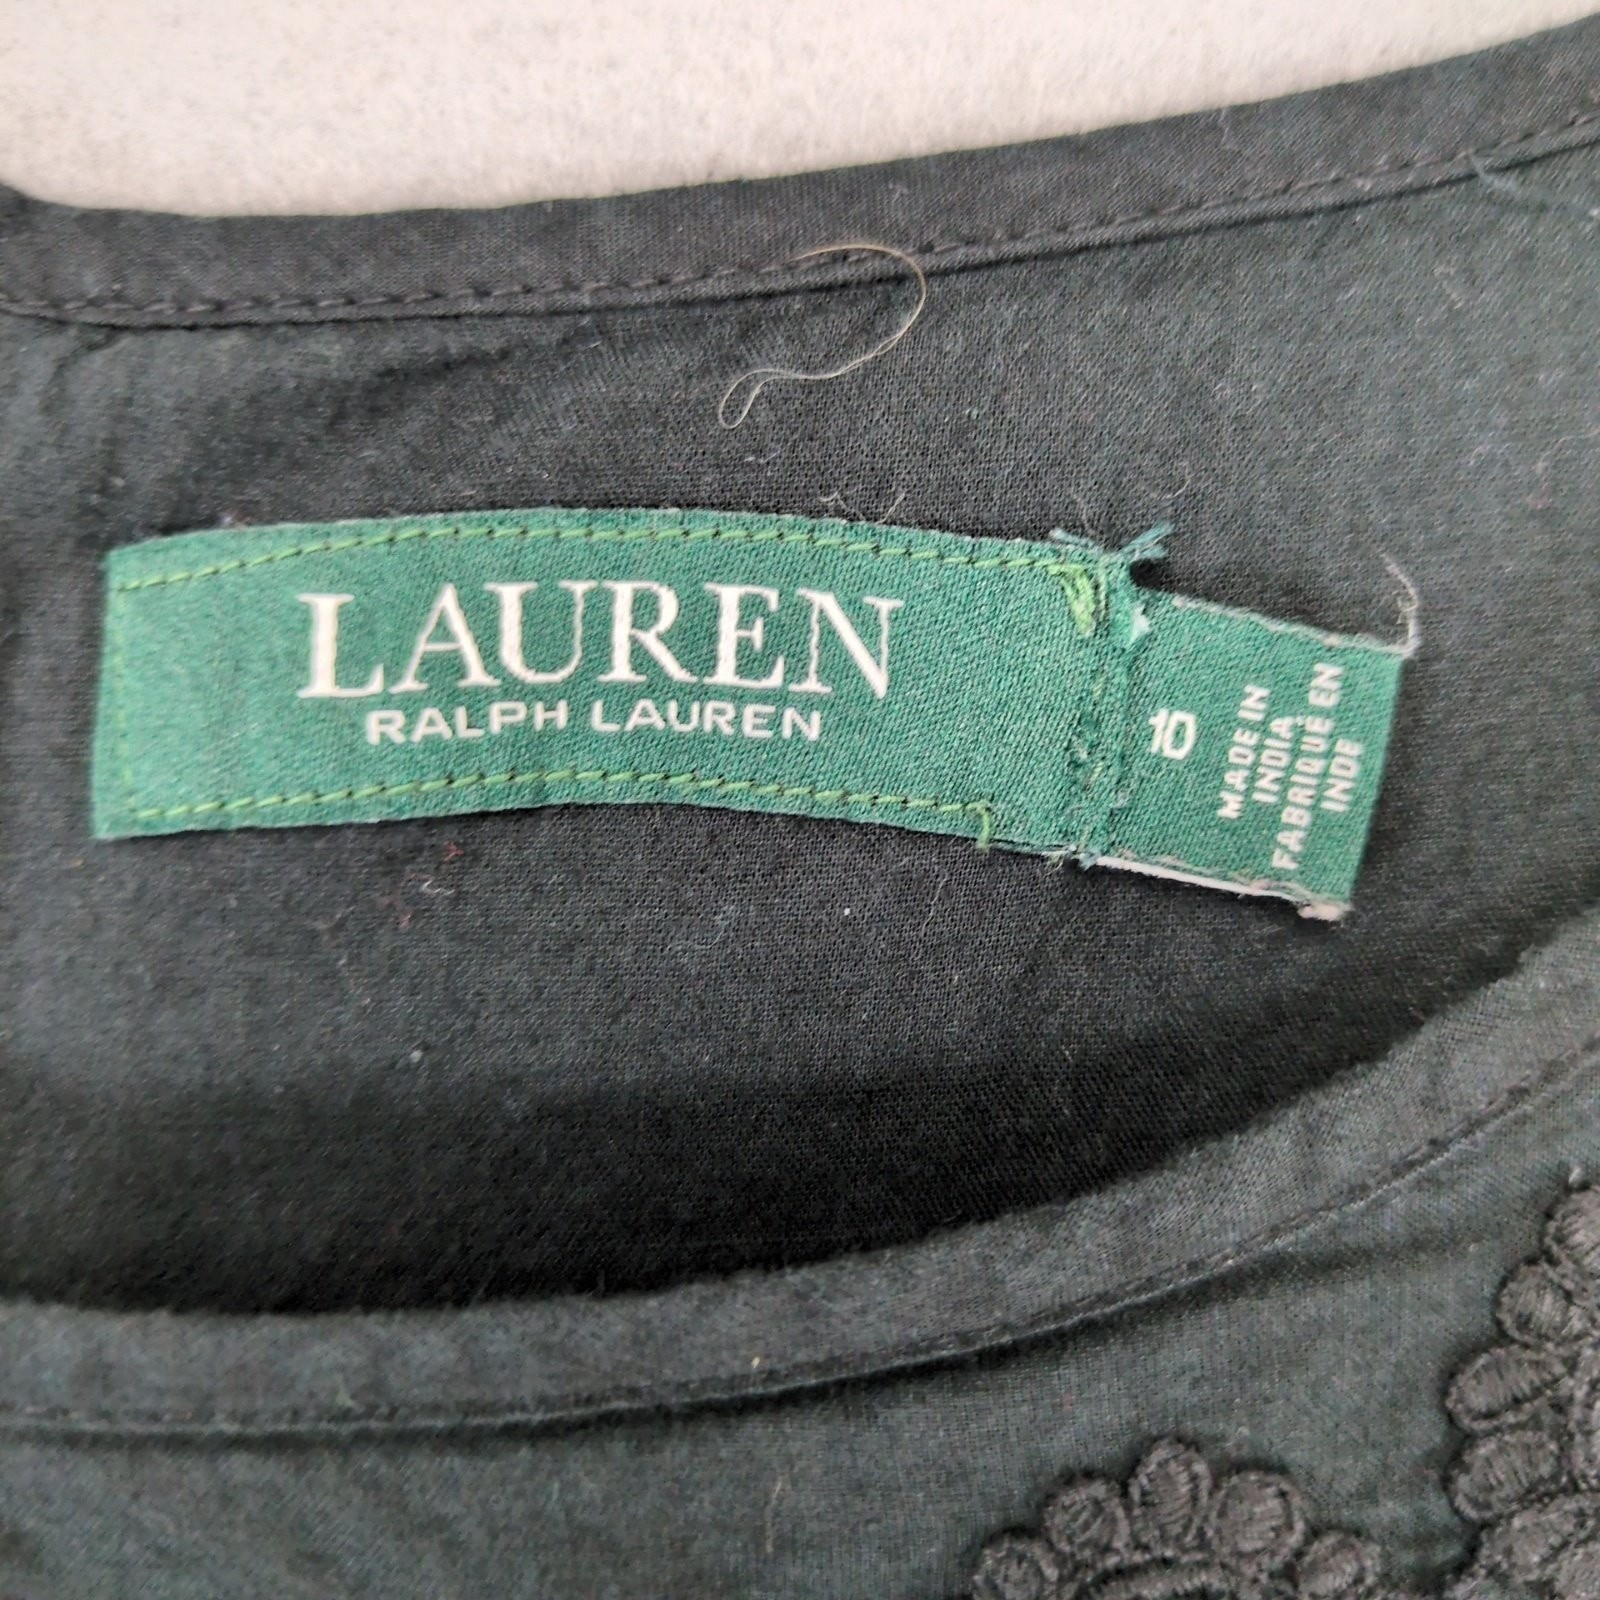 LAUREN
RALPH LAUREN
10
MADE IN
INDIA
FABRIQUÉ EN
INDE